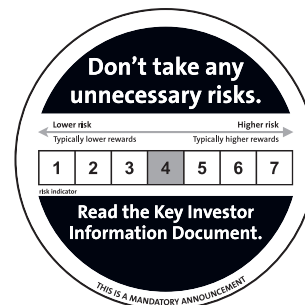 Don't take any
unnecessary risks.
Lower risk Higher risk
Typically lower rewards Typically higher rewards
1 2 3 4 5 6 7
risk indicator
Read the Key Investor
Information Document.
THIS IS A MANDATORY ANNOUNCEMENT